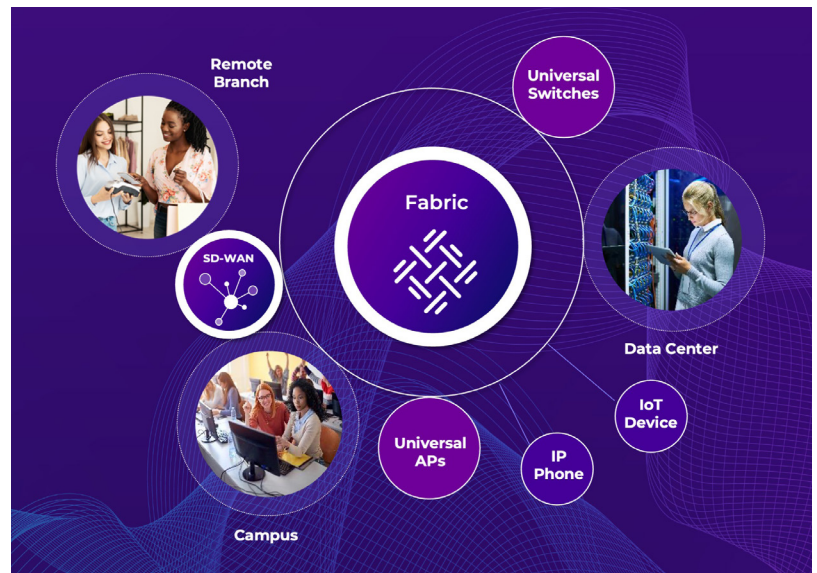 Remote
Branch
Universal
Switches
Fabric
SD-WAN
Data Center
IoT
Device
Universal
APs
IP
Phone
Campus